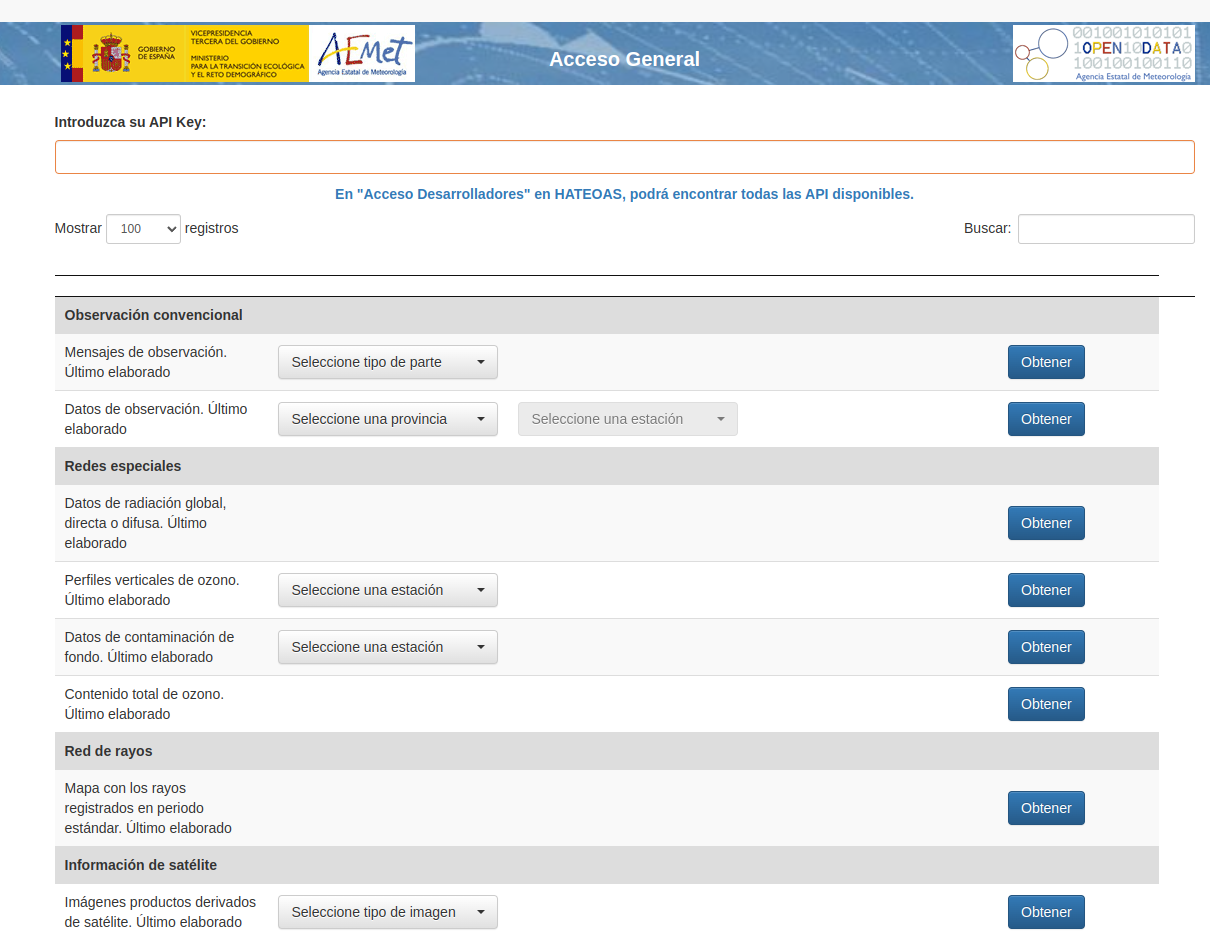 GOBIERNO
DE ESPAÑA
VICEPRESIDENCIA
TERCERA DEL GOBIERNO
MINISTERIO
PARA LA TRANSICIÓN ECOLÓGICA
Y EL RETO DEMOGRÁFICO
AEMet
Agencia Estatal de Meteorología
Acceso General
001001010101
1OPEN10DATA0
100100100110
Agencia Estatal de Meteorología
Introduzca su API Key:
En "Acceso Desarrolladores" en HATEOAS, podrá encontrar todas las API disponibles.
Mostrar 100 registros
Buscar:
Observación convencional
Mensajes de observación.
Último elaborado
Seleccione tipo de parte
Obtener
Datos de observación. Último
elaborado
Seleccione una provincia
Seleccione una estación
Obtener
Redes especiales
Datos de radiación global,
directa o difusa. Último
elaborado
Obtener
Perfiles verticales de ozono.
Último elaborado
Seleccione una estación
Obtener
Datos de contaminación de
fondo. Último elaborado
Seleccione una estación
Obtener
Contenido total de ozono.
Último elaborado
Obtener
Red de rayos
Mapa con los rayos
registrados en periodo
estándar. Último elaborado
Obtener
Información de satélite
Imágenes productos derivados
de satélite. Último elaborado
Seleccione tipo de imagen
Obtener